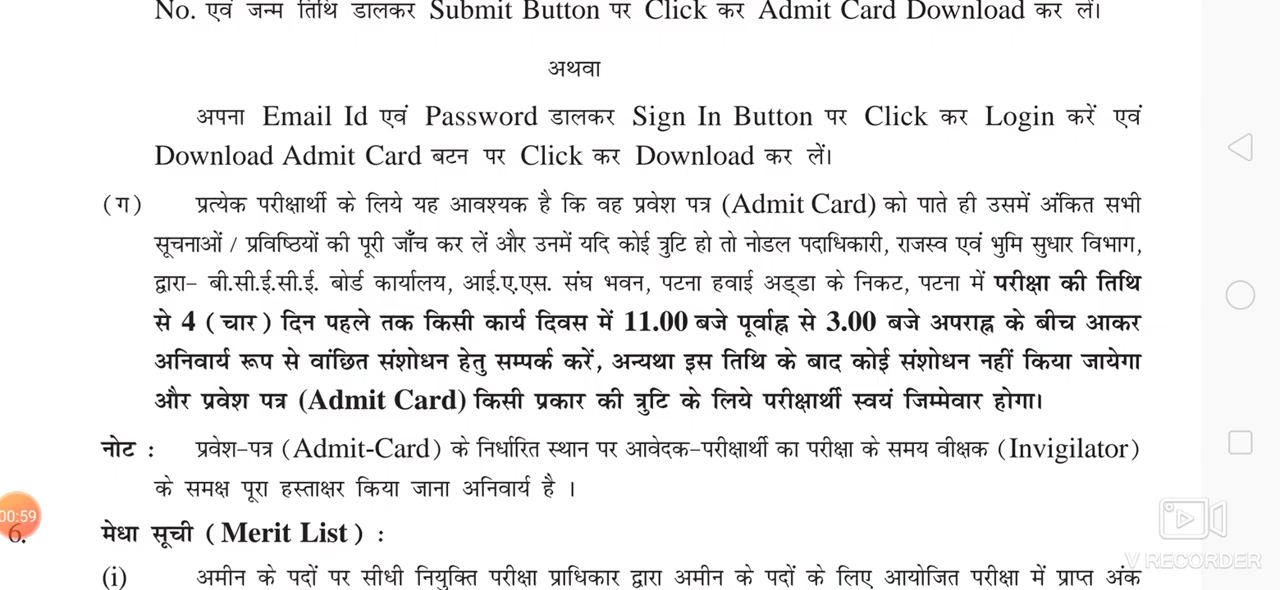 No. एवं जन्म तिथि डालकर Submit Button पर Click कर Admit Card Download कर लें।
अथवा
अपना Email Id एवं Password डालकर Sign In Button पर Click कर Login करें एवं
Download Admit Card बटन पर Click कर Download कर लें।
(ग) प्रत्येक परीक्षार्थी के लिये यह आवश्यक है कि वह प्रवेश पत्र (Admit Card) को पाते ही उसमें अंकित सभी
सूचनाओं / प्रविष्ठियों की पूरी जाँच कर लें और उनमें यदि कोई त्रुटि हो तो नोडल पदाधिकारी, राजस्व एवं भुमि सुधार विभाग,
द्वारा- बी.सी.ई.सी.ई. बोर्ड कार्यालय, आई.ए.एस. संघ भवन, पटना हवाई अड्डा के निकट, पटना में परीक्षा की तिथि
से 4 (चार) दिन पहले तक किसी कार्य दिवस में 11.00 बजे पूर्वाह्न से 3.00 बजे अपराह्न के बीच आकर
अनिवार्य रूप से वांछित संशोधन हेतु सम्पर्क करें, अन्यथा इस तिथि के बाद कोई संशोधन नहीं किया जायेगा
और प्रवेश पत्र (Admit Card) किसी प्रकार की त्रुटि के लिये परीक्षार्थी स्वयं जिम्मेवार होगा।
नोट : प्रवेश-पत्र (Admit-Card) के निर्धारित स्थान पर आवेदक-परीक्षार्थी का परीक्षा के समय वीक्षक (Invigilator)
के समक्ष पूरा हस्ताक्षर किया जाना अनिवार्य है ।
00:59
6. मेधा सूची (Merit List) :
V RECORDER
(i) अमीन के पदों पर सीधी नियुक्ति परीक्षा प्राधिकार द्वारा अमीन के पदों के लिए आयोजित परीक्षा में प्राप्त अंक